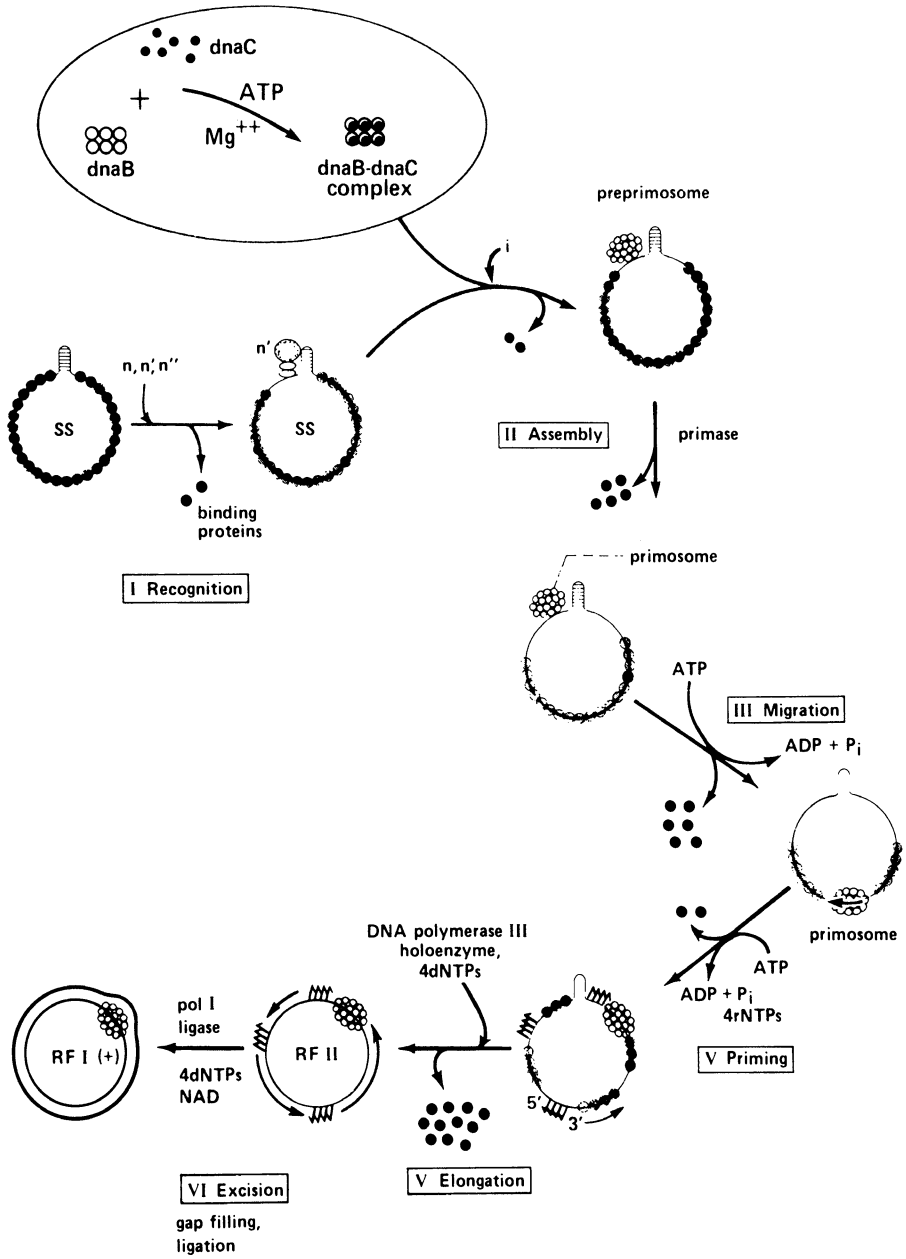 dnaC
+
ATP
Mg++
dnaB
dnaB-dnaC
complex
preprimosome
i
n'
n, n', n''
SS
SS
II Assembly
primase
binding
proteins
I Recognition
primosome
ATP
III Migration
ADP + Pi
primosome
DNA polymerase III
holoenzyme,
4dNTPs
ATP
ADP + Pi
4rNTPs
V Priming
pol I
ligase
RF I (+)
RF II
4dNTPs
NAD
5'
3'
V Elongation
VI Excision
gap filling,
ligation